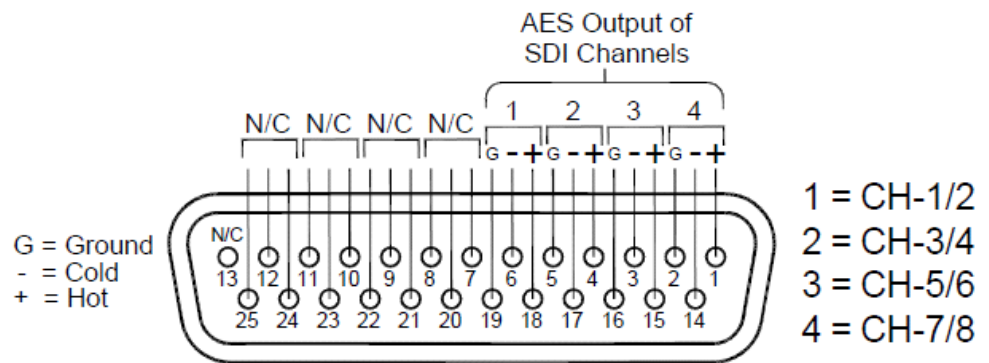 AES Output of
SDI Channels
N/C N/C N/C N/C 1 2 3 4
G - + G - + G - + G - +
1 = CH-1/2
2 = CH-3/4
3 = CH-5/6
4 = CH-7/8
G = Ground
- = Cold
+ = Hot
N/C
13 12 11 10 9 8 7 6 5 4 3 2 1
25 24 23 22 21 20 19 18 17 16 15 14